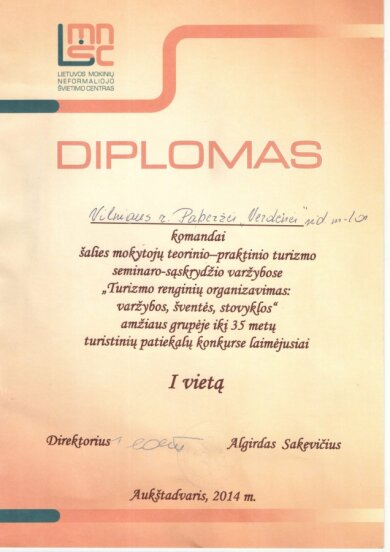 LMNŠC
LIETUVOS MOKINIŲ
NEFORMALIOJO
ŠVIETIMO CENTRAS
DIPLOMAS
Vilniaus r. Paberžės „Verdenės“
komandai
šalies mokytojų teorinio–praktinio turizmo
seminaro-sąskrydžio varžybose
„Turizmo renginių organizavimas:
varžybos, šventės, stovyklos“
amžiaus grupėje iki 35 metų
turistinių patiekalų konkurse laimėjusiai
I vietą
Direktorius Algirdas Sakevičius
Aukštadvaris, 2014 m.